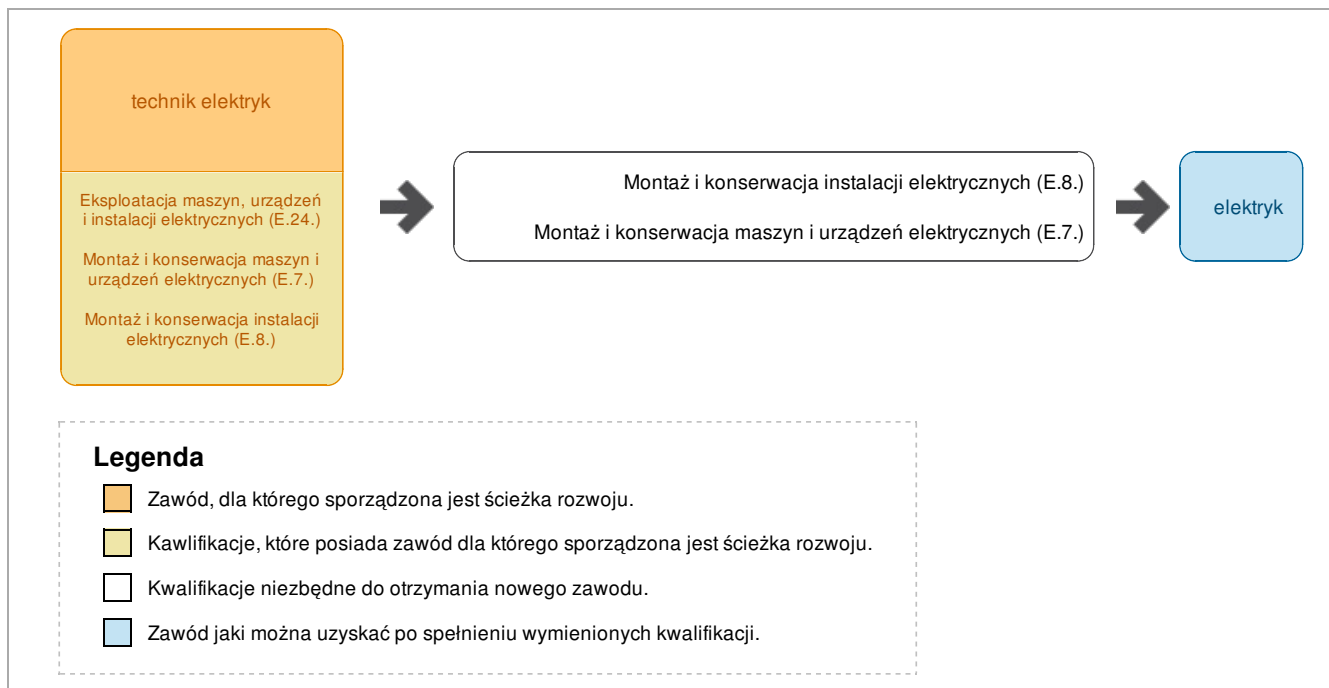 technik elektryk
Eksploatacja maszyn, urządzeń
i instalacji elektrycznych (E.24.)
Montaż i konserwacja maszyn i
urządzeń elektrycznych (E.7.)
Montaż i konserwacja instalacji
elektrycznych (E.8.)
Montaż i konserwacja instalacji elektrycznych (E.8.)
Montaż i konserwacja maszyn i urządzeń elektrycznych (E.7.)
elektryk
Legenda
Zawód, dla którego sporządzona jest ścieżka rozwoju.
Kawlifikacje, które posiada zawód dla którego sporządzona jest ścieżka rozwoju.
Kwalifikacje niezbędne do otrzymania nowego zawodu.
Zawód jaki można uzyskać po spełnieniu wymienionych kwalifikacji.